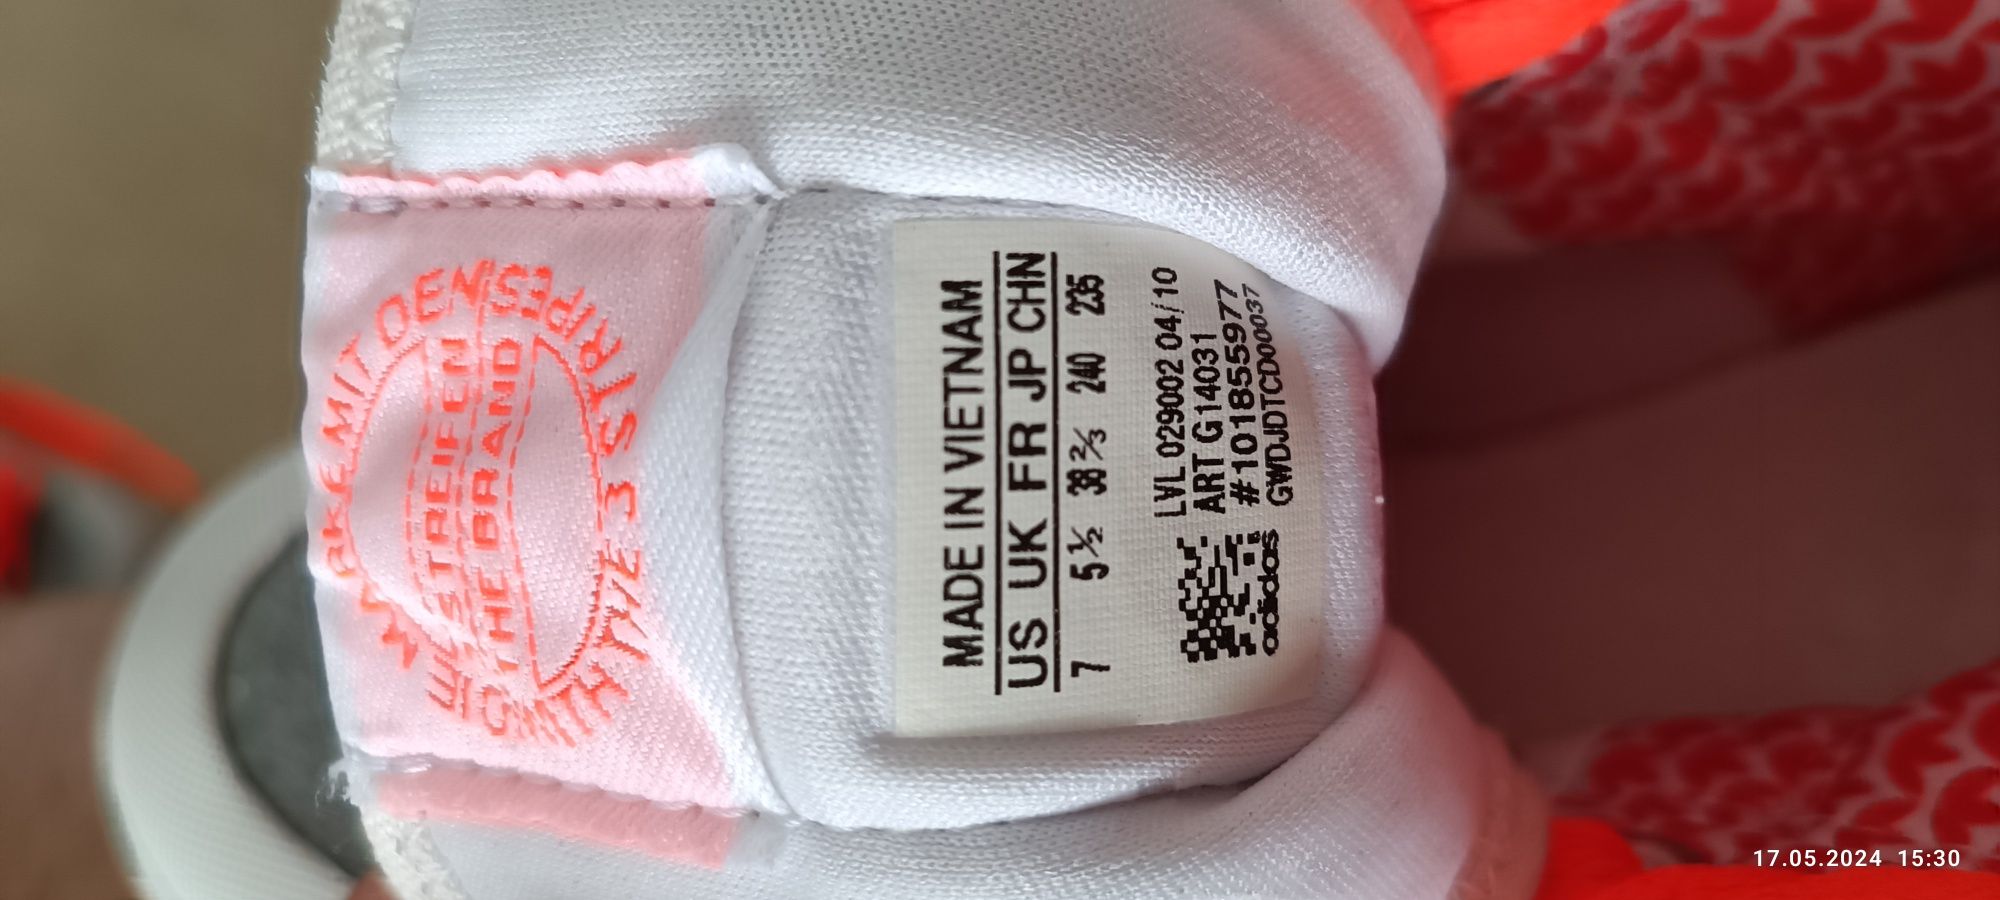 MARKE MIT DEN
3 STREIFEN
THE BRAND
WITH THE 3 STRIPES
MADE IN VIETNAM
US UK FR JP CHN
7 5½ 38⅔ 240 235
LVL 029002 04/10
ART G14031
#101855977
GWDJDTCD00037
adidas
17.05.2024 15:30